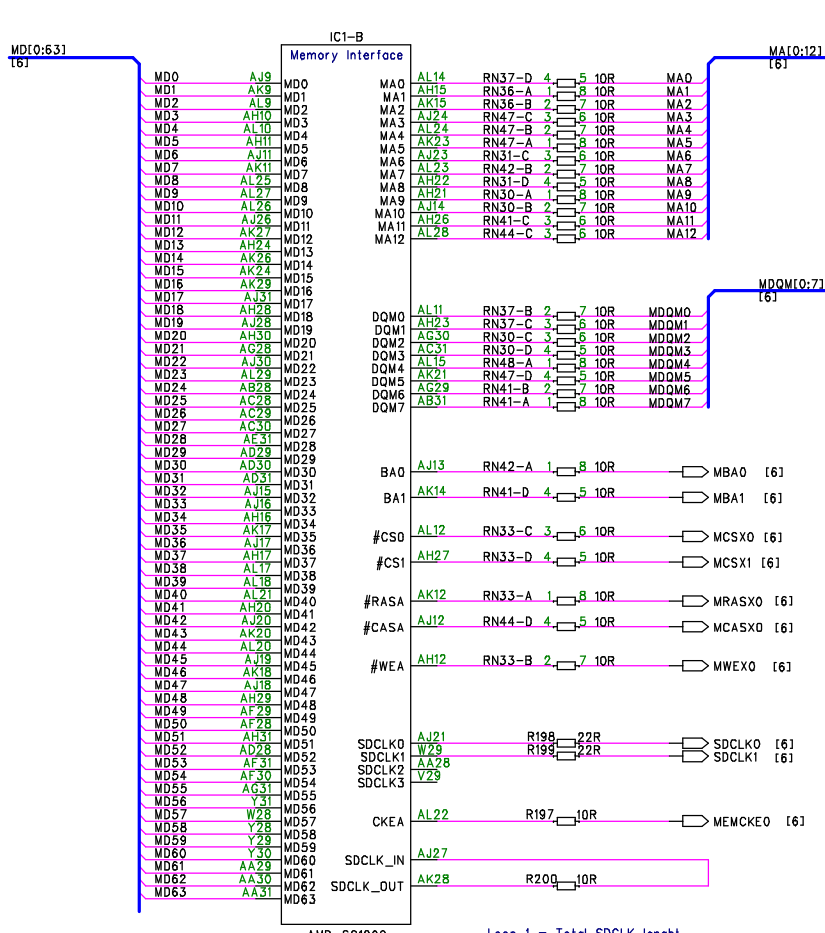 IC1-B
Memory Interface
MD[0:63]
[6]
MA[0:12]
[6]
MD0 AJ9 MD0
MD1 AK9 MD1
MD2 AL9 MD2
MD3 AH10 MD3
MD4 AL10 MD4
MD5 AH11 MD5
MD6 AJ11 MD6
MD7 AK11 MD7
MD8 AL25 MD8
MD9 AL27 MD9
MD10 AL26 MD10
MD11 AJ26 MD11
MD12 AK27 MD12
MD13 AH24 MD13
MD14 AK26 MD14
MD15 AK24 MD15
MD16 AK29 MD16
MD17 AJ31 MD17
MD18 AH28 MD18
MD19 AJ28 MD19
MD20 AH30 MD20
MD21 AG28 MD21
MD22 AJ30 MD22
MD23 AL29 MD23
MD24 AB28 MD24
MD25 AC28 MD25
MD26 AC29 MD26
MD27 AC30 MD27
MD28 AE31 MD28
MD29 AD29 MD29
MD30 AD30 MD30
MD31 AD31 MD31
MD32 AJ15 MD32
MD33 AJ16 MD33
MD34 AH16 MD34
MD35 AK17 MD35
MD36 AJ17 MD36
MD37 AH17 MD37
MD38 AL17 MD38
MD39 AL18 MD39
MD40 AL21 MD40
MD41 AH20 MD41
MD42 AJ20 MD42
MD43 AK20 MD43
MD44 AL20 MD44
MD45 AJ19 MD45
MD46 AK18 MD46
MD47 AJ18 MD47
MD48 AH29 MD48
MD49 AF29 MD49
MD50 AF28 MD50
MD51 AH31 MD51
MD52 AD28 MD52
MD53 AF31 MD53
MD54 AF30 MD54
MD55 AG31 MD55
MD56 Y31 MD56
MD57 W28 MD57
MD58 Y28 MD58
MD59 Y29 MD59
MD60 Y30 MD60
MD61 AA29 MD61
MD62 AA30 MD62
MD63 AA31 MD63
MA0 AL14 RN37-D 4 5 10R MA0
MA1 AH15 RN36-A 1 8 10R MA1
MA2 AK15 RN36-B 2 7 10R MA2
MA3 AJ24 RN47-C 3 6 10R MA3
MA4 AL24 RN47-B 2 7 10R MA4
MA5 AK23 RN47-A 1 8 10R MA5
MA6 AJ23 RN31-C 3 6 10R MA6
MA7 AL23 RN42-B 2 7 10R MA7
MA8 AH22 RN31-D 4 5 10R MA8
MA9 AH21 RN30-A 1 8 10R MA9
MA10 AJ14 RN30-B 2 7 10R MA10
MA11 AH26 RN41-C 3 6 10R MA11
MA12 AL28 RN44-C 3 6 10R MA12
MDQM[0:7]
[6]
DQM0 AL11 RN37-B 2 7 10R MDQM0
DQM1 AH23 RN37-C 3 6 10R MDQM1
DQM2 AG30 RN30-C 3 6 10R MDQM2
DQM3 AC31 RN30-D 4 5 10R MDQM3
DQM4 AL15 RN48-A 1 8 10R MDQM4
DQM5 AK21 RN47-D 4 5 10R MDQM5
DQM6 AG29 RN41-B 2 7 10R MDQM6
DQM7 AB31 RN41-A 1 8 10R MDQM7
BA0 AJ13 RN42-A 1 8 10R MBA0 [6]
BA1 AK14 RN41-D 4 5 10R MBA1 [6]
#CS0 AL12 RN33-C 3 6 10R MCSX0 [6]
#CS1 AH27 RN33-D 4 5 10R MCSX1 [6]
#RASA AK12 RN33-A 1 8 10R MRASX0 [6]
#CASA AJ12 RN44-D 4 5 10R MCASX0 [6]
#WEA AH12 RN33-B 2 7 10R MWEX0 [6]
SDCLK0 AJ21 R198 22R SDCLK0 [6]
SDCLK1 W29 R199 22R SDCLK1 [6]
SDCLK2 AA28
SDCLK3 V29
CKEA AL22 R197 10R MEMCKE0 [6]
SDCLK_IN AJ27
SDCLK_OUT AK28 R200 10R